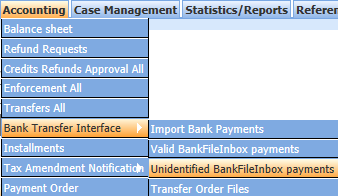 Accounting Case Management Statistics/Reports Referen
Balance sheet
Refund Requests
Credits Refunds Approval All
Enforcement All
Transfers All
Bank Transfer Interface Import Bank Payments
Installments Valid BankFileInbox payments
Tax Amendment Notification Unidentified BankFileInbox payments
Payment Order Transfer Order Files